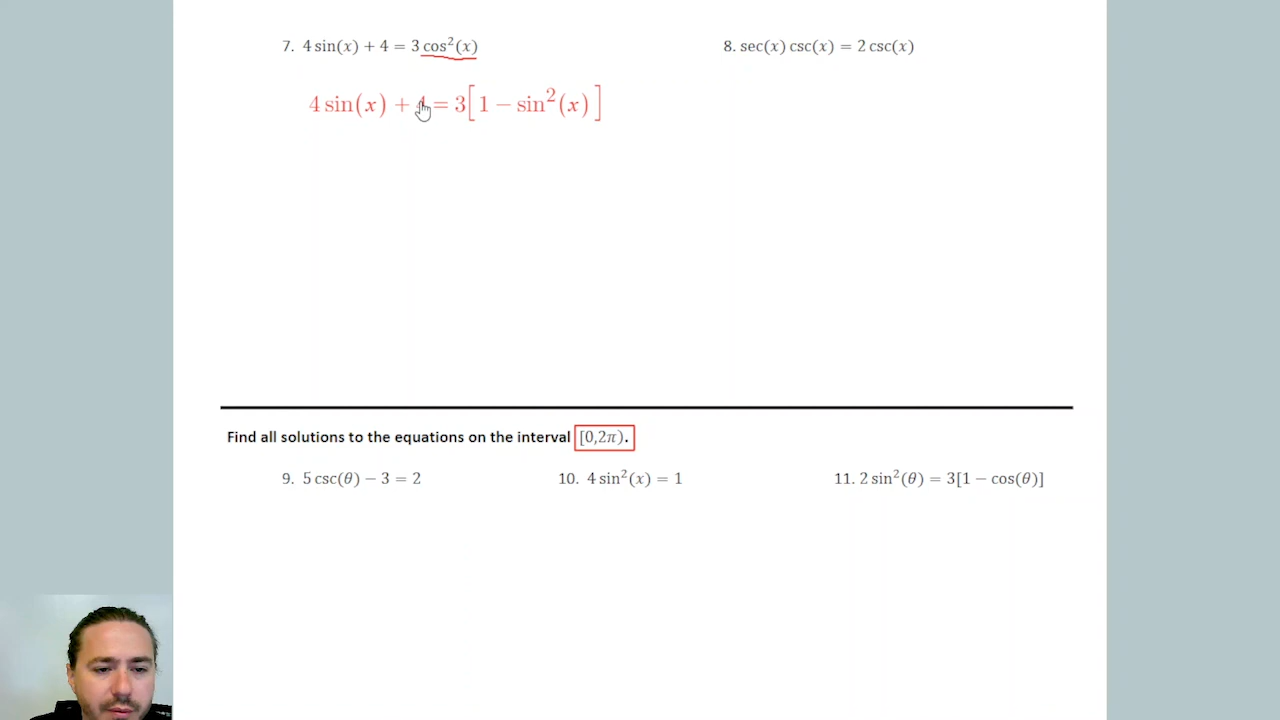 7. 4 sin(x) + 4 = 3 cos²(x)
8. sec(x) csc(x) = 2 csc(x)
4 sin(x) + 4 = 3[1 − sin²(x)]
Find all solutions to the equations on the interval [0,2π).
9. 5 csc(θ) − 3 = 2
10. 4 sin²(x) = 1
11. 2 sin²(θ) = 3[1 − cos(θ)]